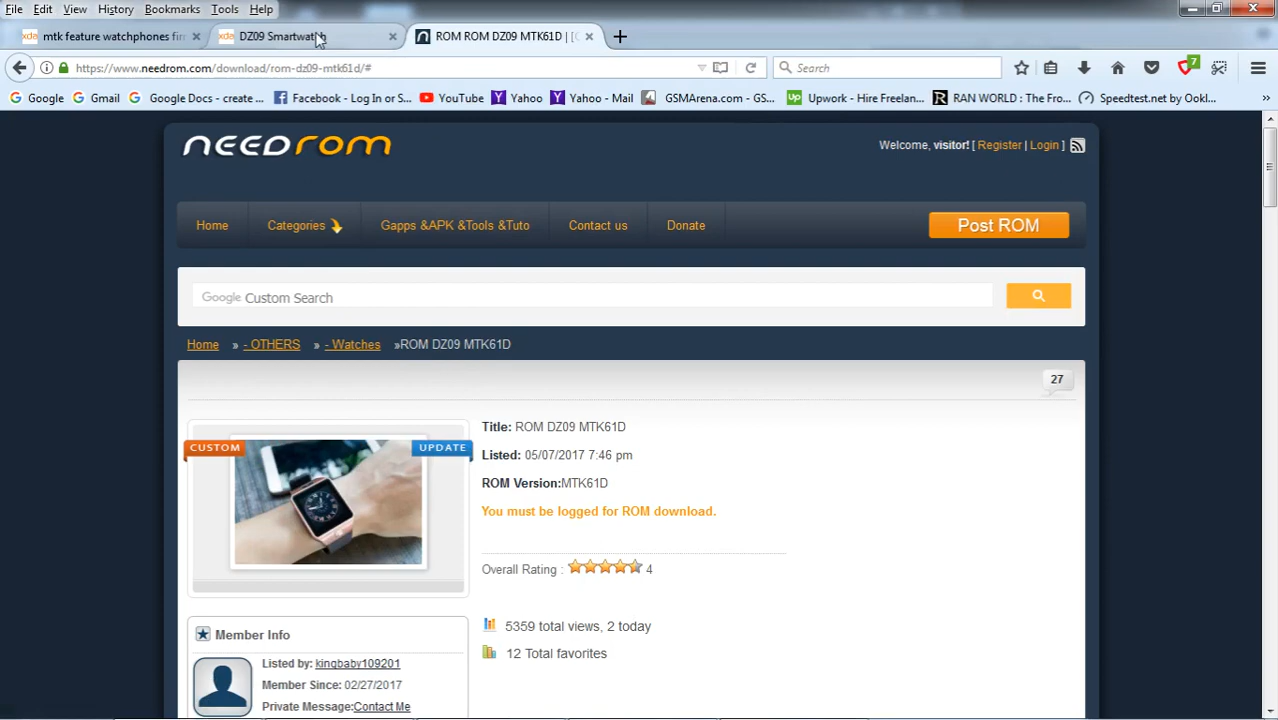 File Edit View History Bookmarks Tools Help
xda mtk feature watchphones fir xda DZ09 Smartwatch ROM ROM DZ09 MTK61D | [
https://www.needrom.com/download/rom-dz09-mtk61d/# Search 7
Google Gmail Google Docs - create ... Facebook - Log In or S... YouTube Yahoo Yahoo - Mail GSMArena.com - GS... Up Upwork - Hire Freelan... R RAN WORLD : The Fro... Speedtest.net by Ookl... »
NEEDROM
Welcome, visitor! [ Register | Login ]
Home Categories Gapps &APK &Tools &Tuto Contact us Donate Post ROM
Google Custom Search
Home » - OTHERS » - Watches »ROM DZ09 MTK61D
27
CUSTOM UPDATE
Title: ROM DZ09 MTK61D
Listed: 05/07/2017 7:46 pm
ROM Version:MTK61D
You must be logged for ROM download.
Overall Rating : 4
5359 total views, 2 today
12 Total favorites
Member Info
Listed by: kingbaby109201
Member Since: 02/27/2017
Private Message:Contact Me